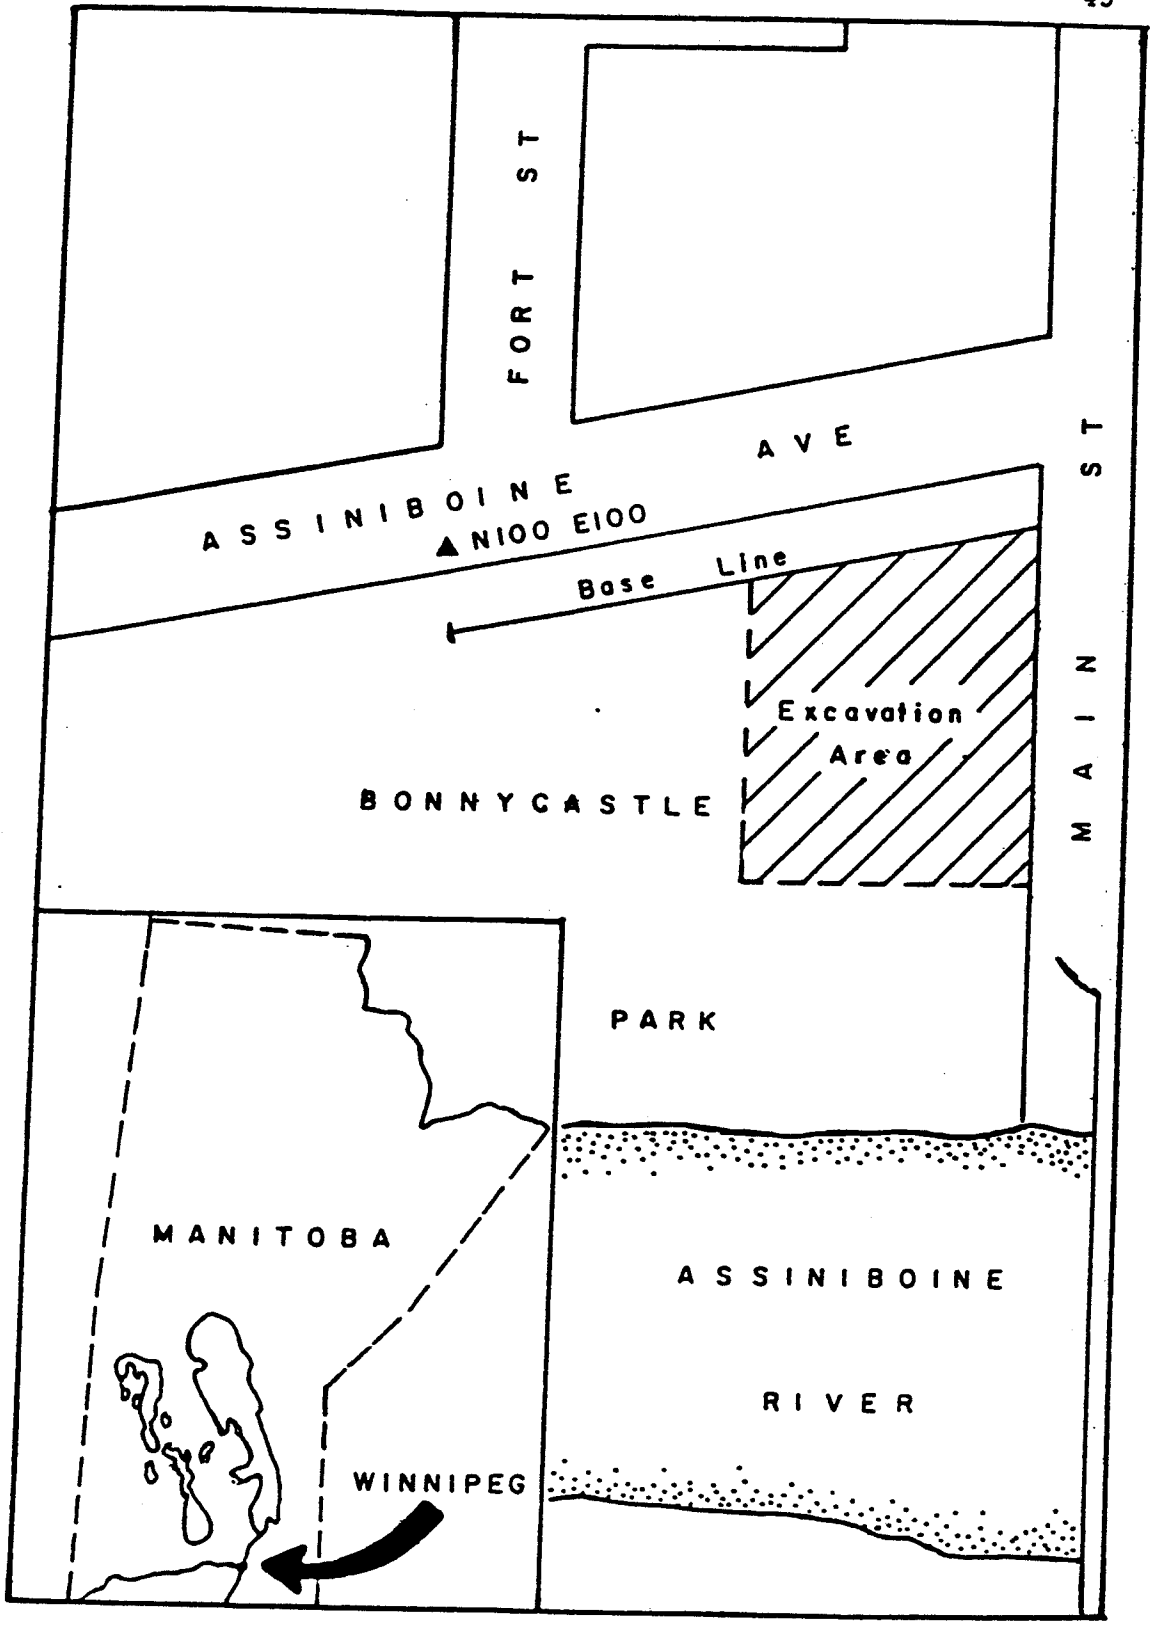 FORT ST
ASSINIBOINE AVE
N100 E100
Base Line
MAIN ST
Excavation
Area
BONNYCASTLE
PARK
MANITOBA
ASSINIBOINE
RIVER
WINNIPEG